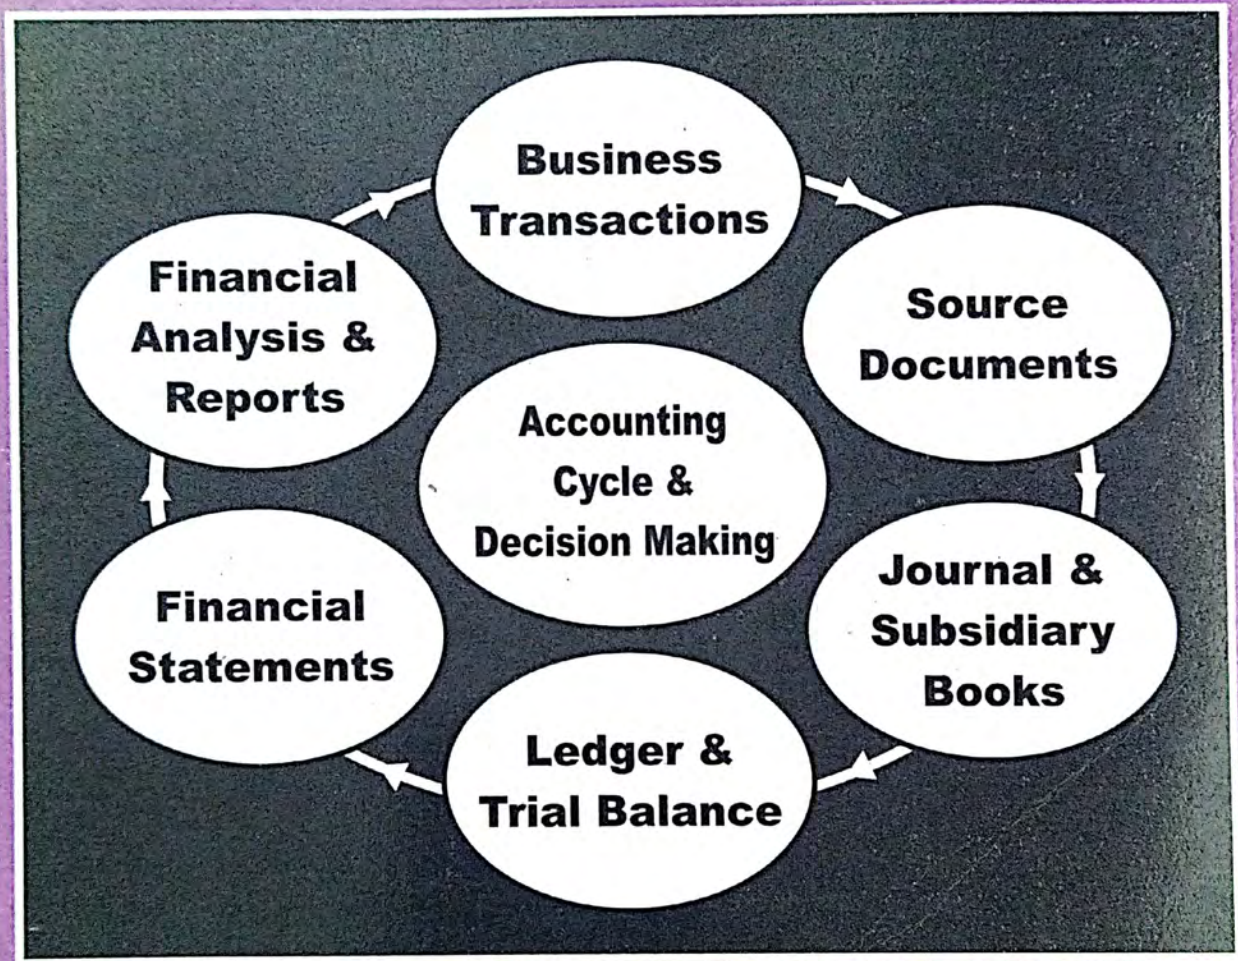 Business
Transactions
Source
Documents
Journal &
Subsidiary
Books
Ledger &
Trial Balance
Financial
Statements
Financial
Analysis &
Reports
Accounting
Cycle &
Decision Making